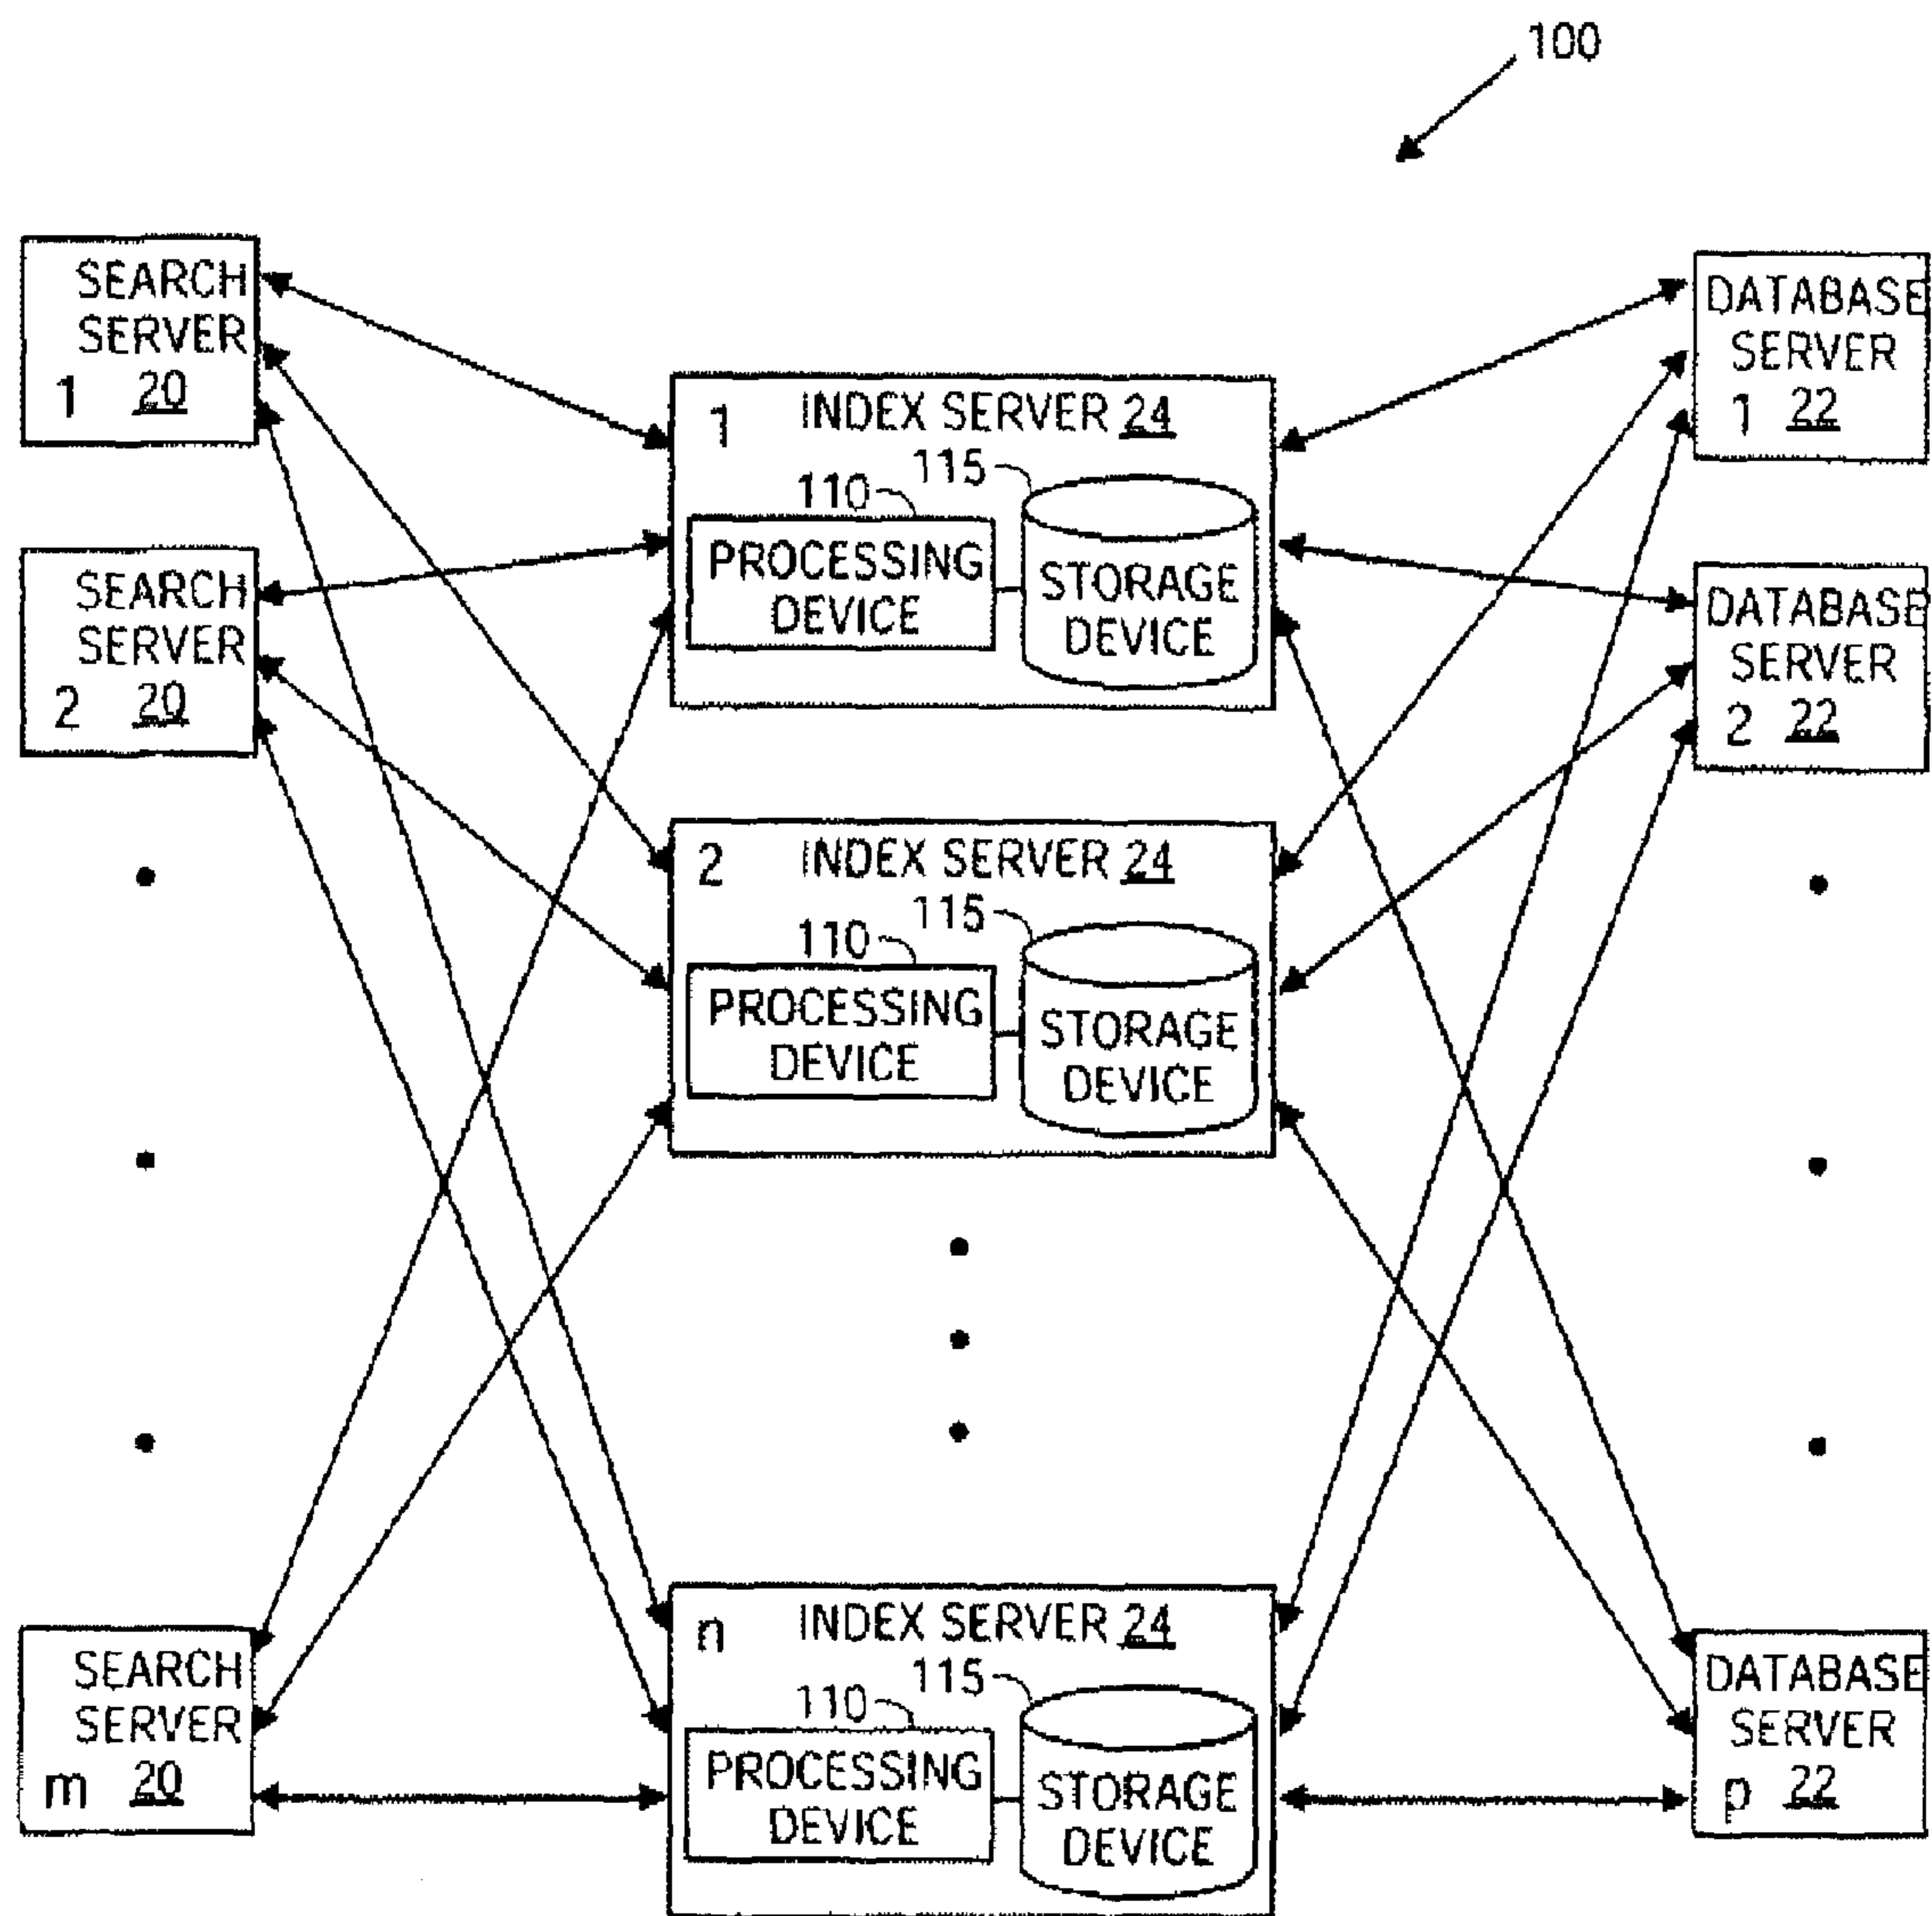 100
SEARCH
SERVER
1 20
SEARCH
SERVER
2 20
SEARCH
SERVER
m 20
1 INDEX SERVER 24
115
110
PROCESSING
DEVICE
STORAGE
DEVICE
2 INDEX SERVER 24
115
110
PROCESSING
DEVICE
STORAGE
DEVICE
n INDEX SERVER 24
115
110
PROCESSING
DEVICE
STORAGE
DEVICE
DATABASE
SERVER
1 22
DATABASE
SERVER
2 22
DATABASE
SERVER
p 22